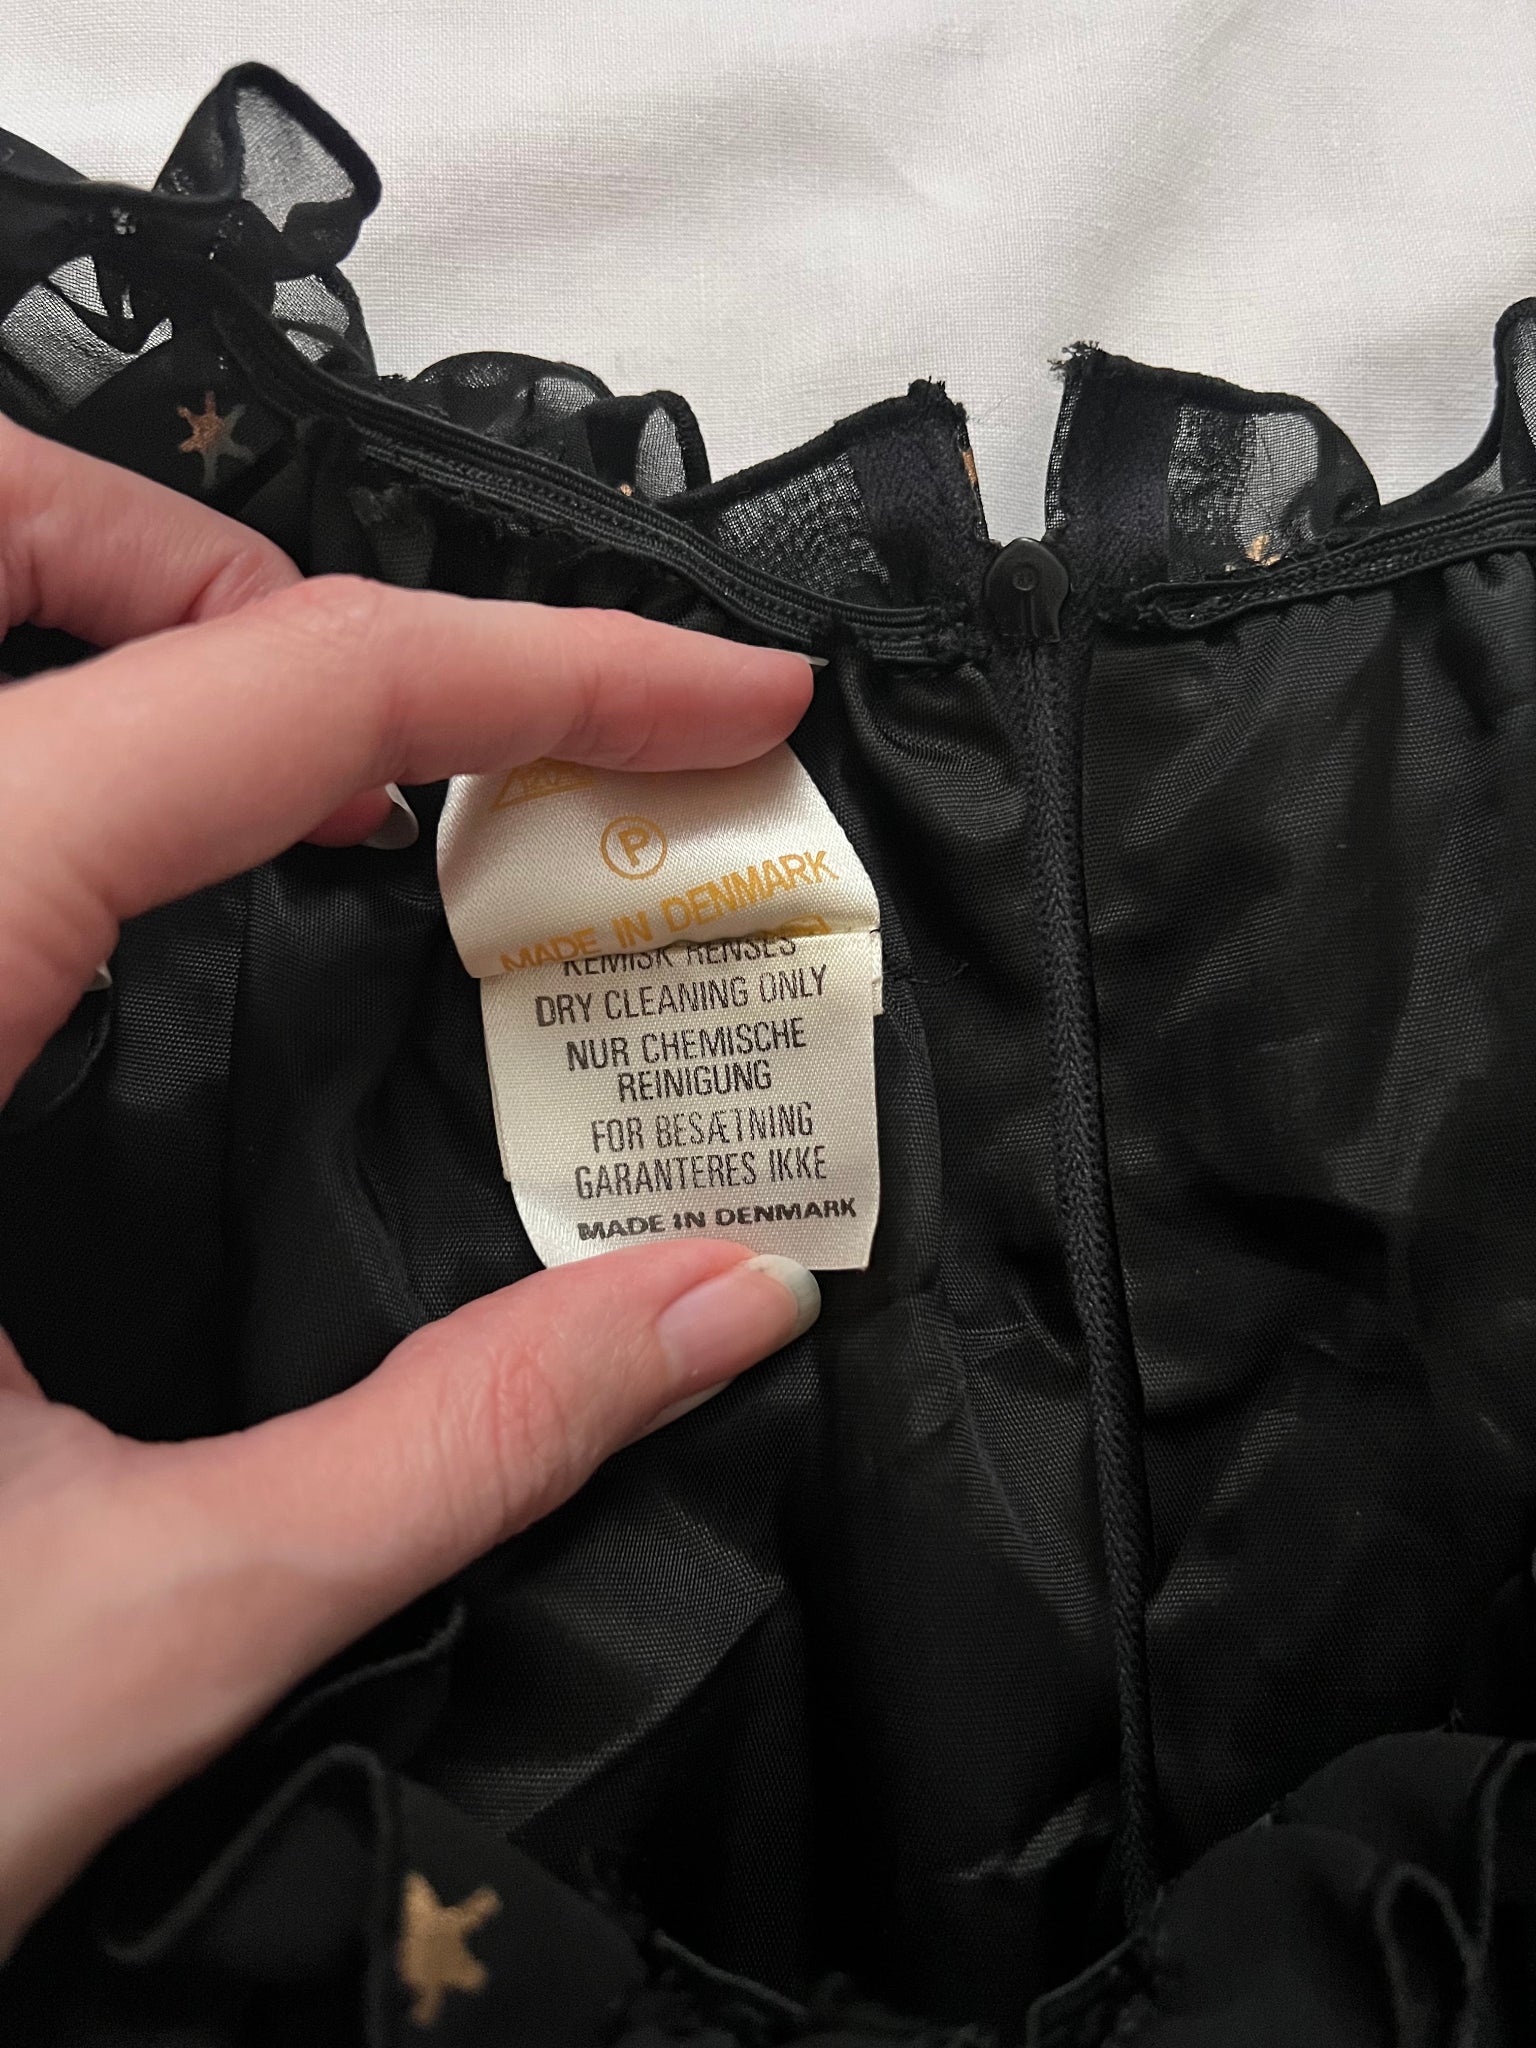 P
MADE IN DENMARK
KEMISK RENSES
DRY CLEANING ONLY
NUR CHEMISCHE
REINIGUNG
FOR BESÆTNING
GARANTERES IKKE
MADE IN DENMARK